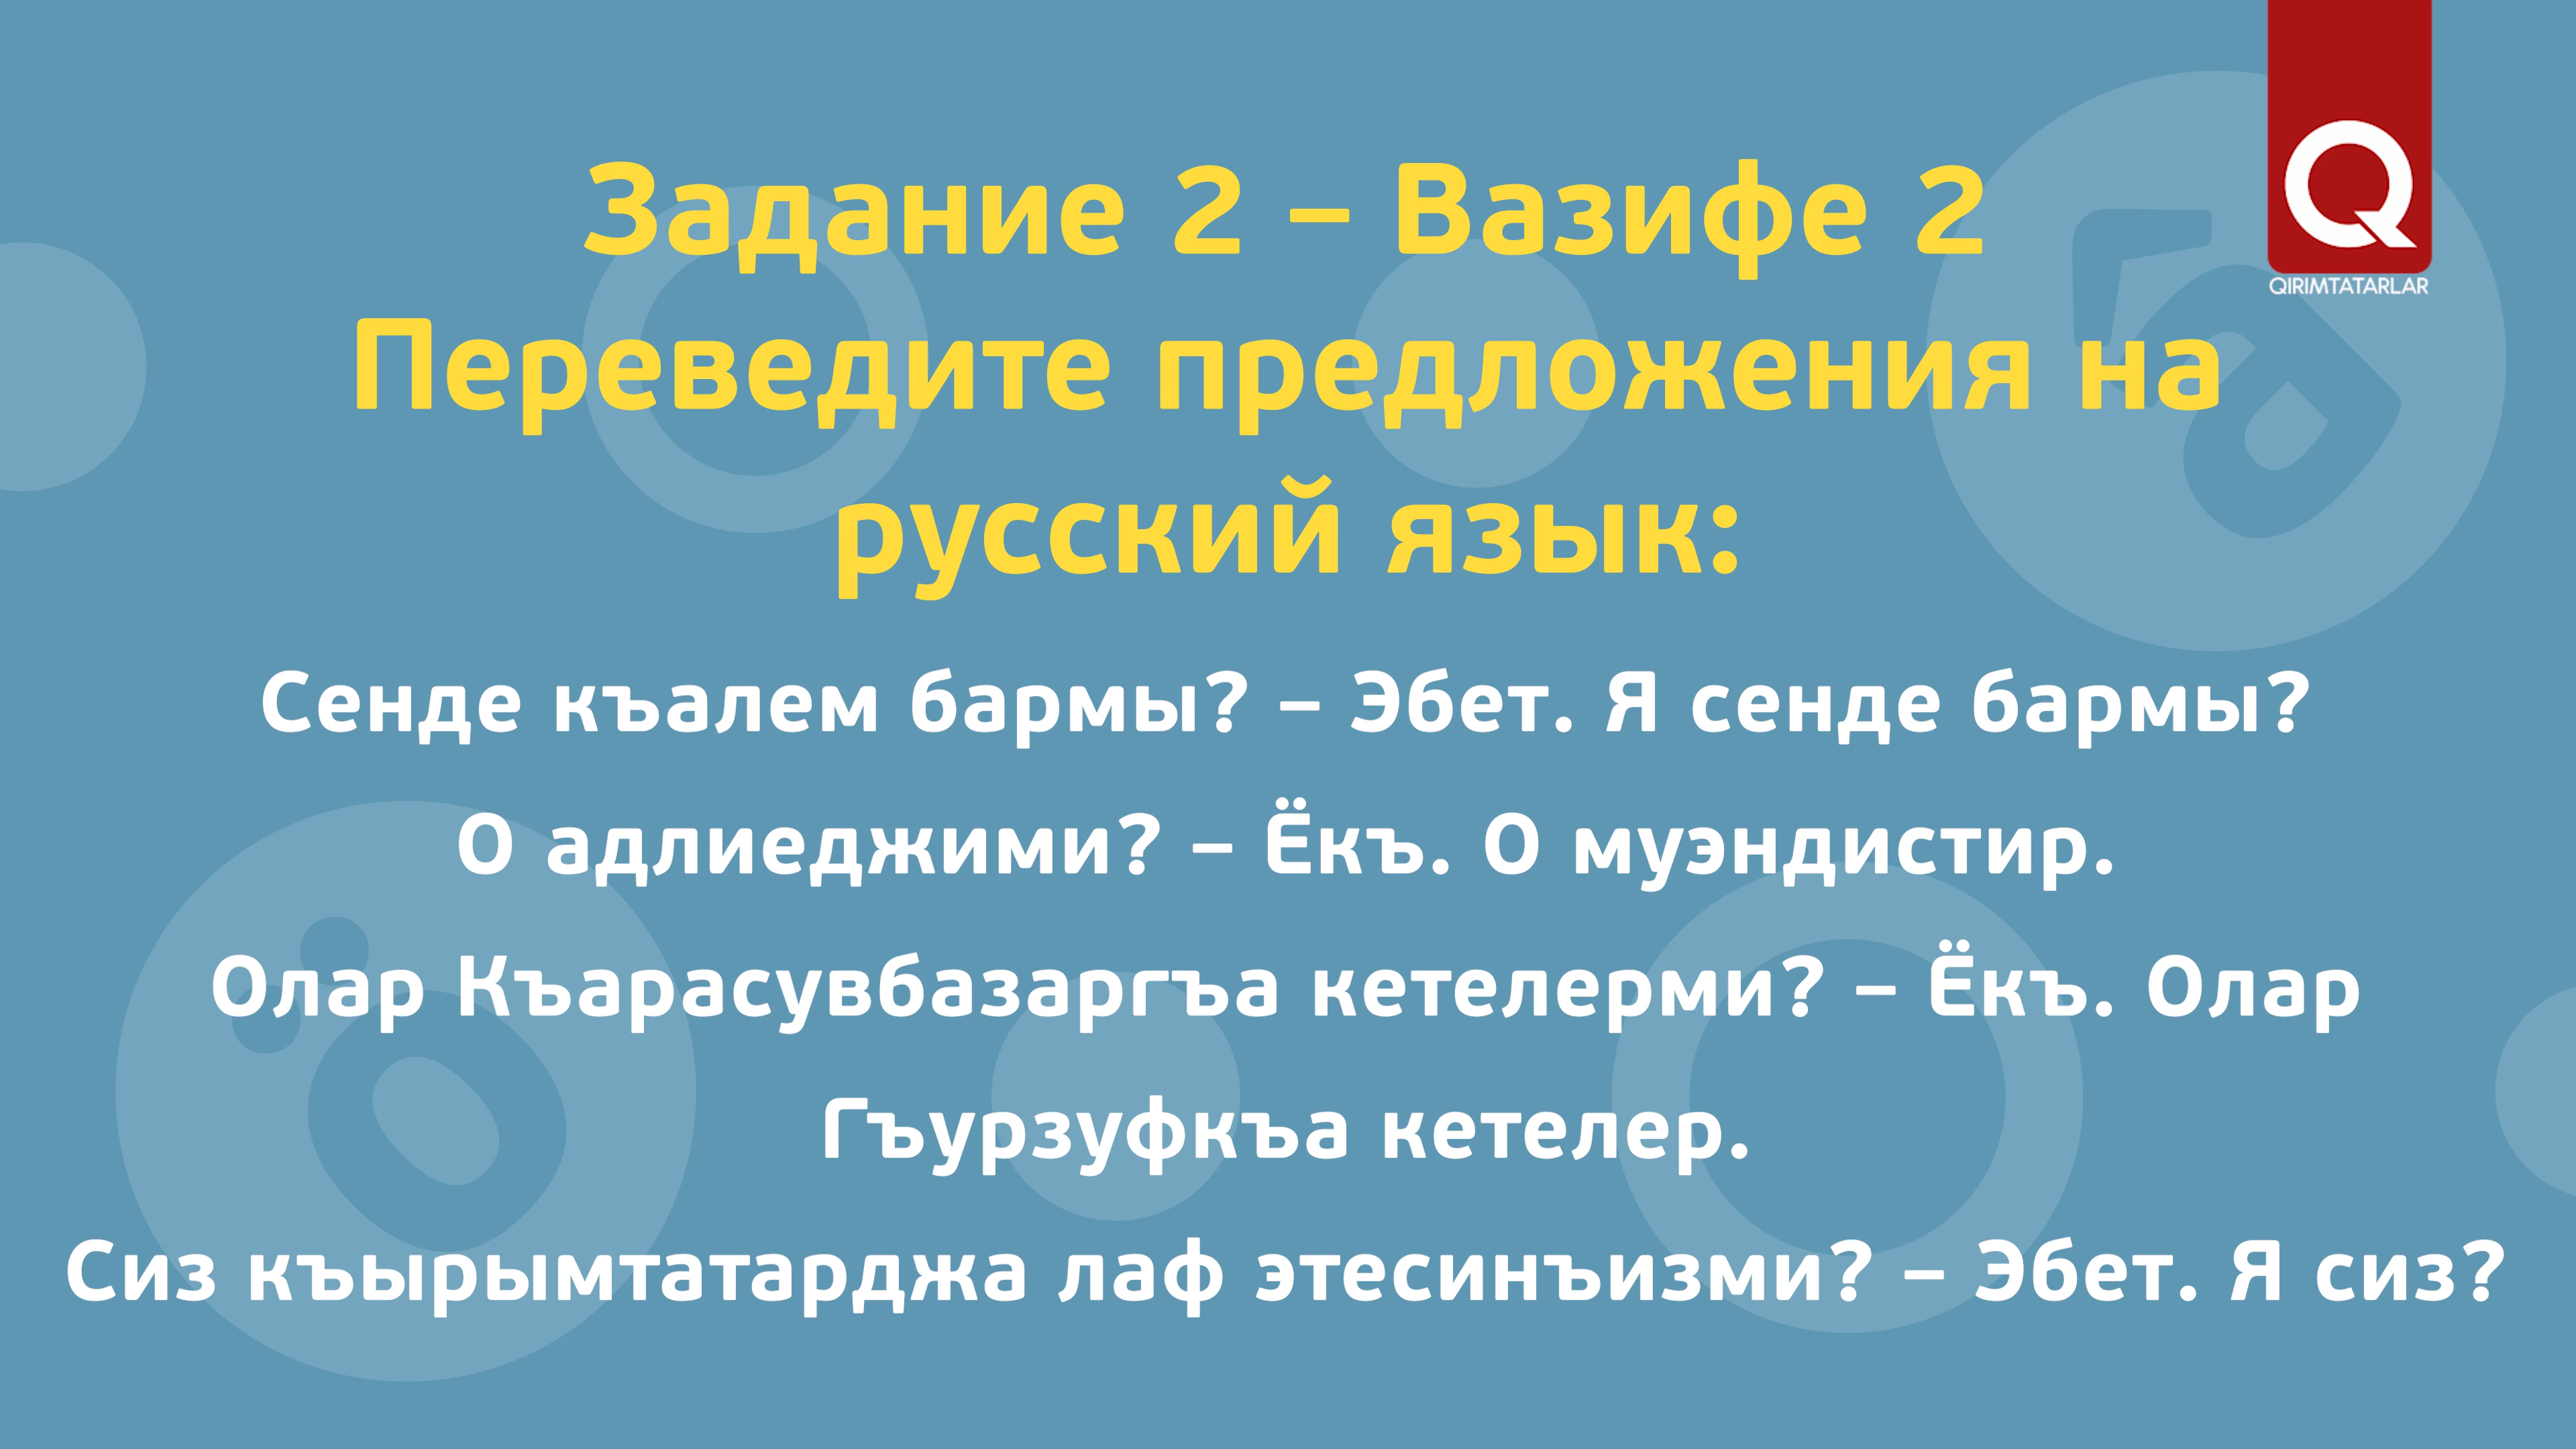 Задание 2 – Вазифе 2
Переведите предложения на
русский язык:
Сенде къалем бармы? – Эбет. Я сенде бармы?
О адлиеджими? – Ёкъ. О муэндистир.
Олар Къарасувбазаргъа кетелерми? – Ёкъ. Олар
Гъурзуфкъа кетелер.
Сиз къырымтатарджа лаф этесинъизми? – Эбет. Я сиз?
Q
QIRIMTATARLAR